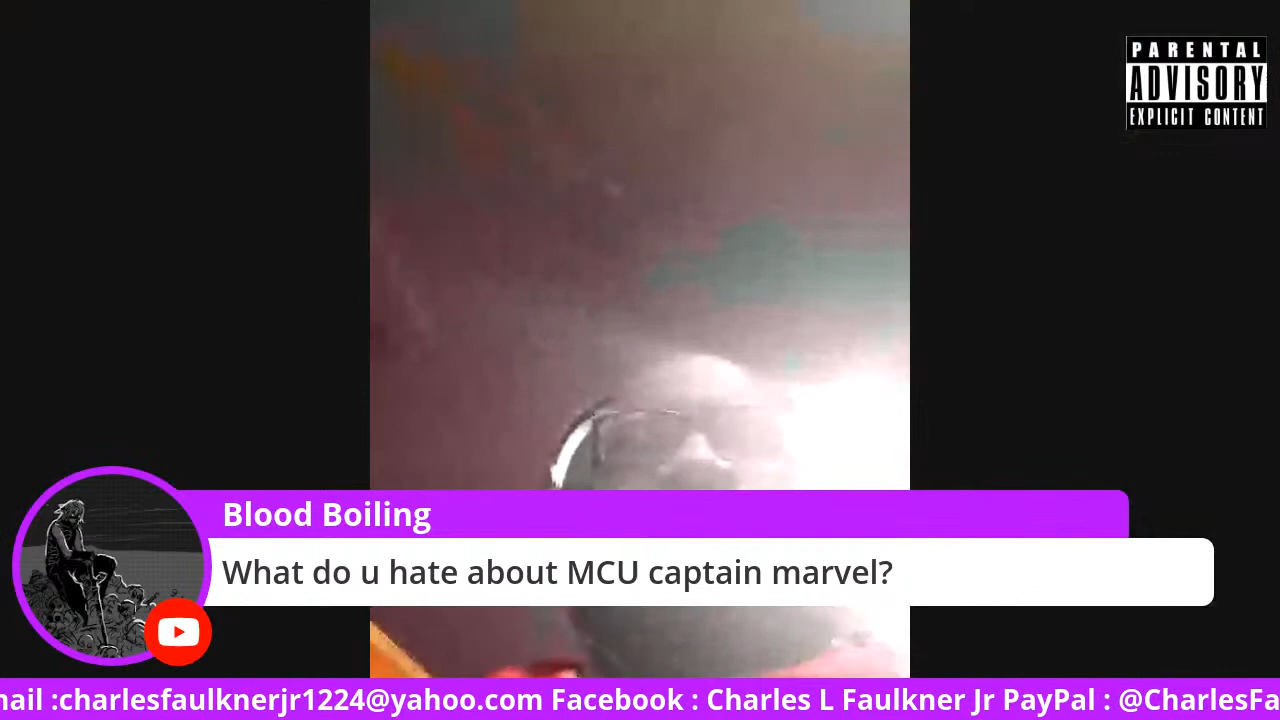 PARENTAL
ADVISORY
EXPLICIT CONTENT
Blood Boiling
What do u hate about MCU captain marvel?
ail :charlesfaulknerjr1224@yahoo.com Facebook : Charles L Faulkner Jr PayPal : @CharlesFa